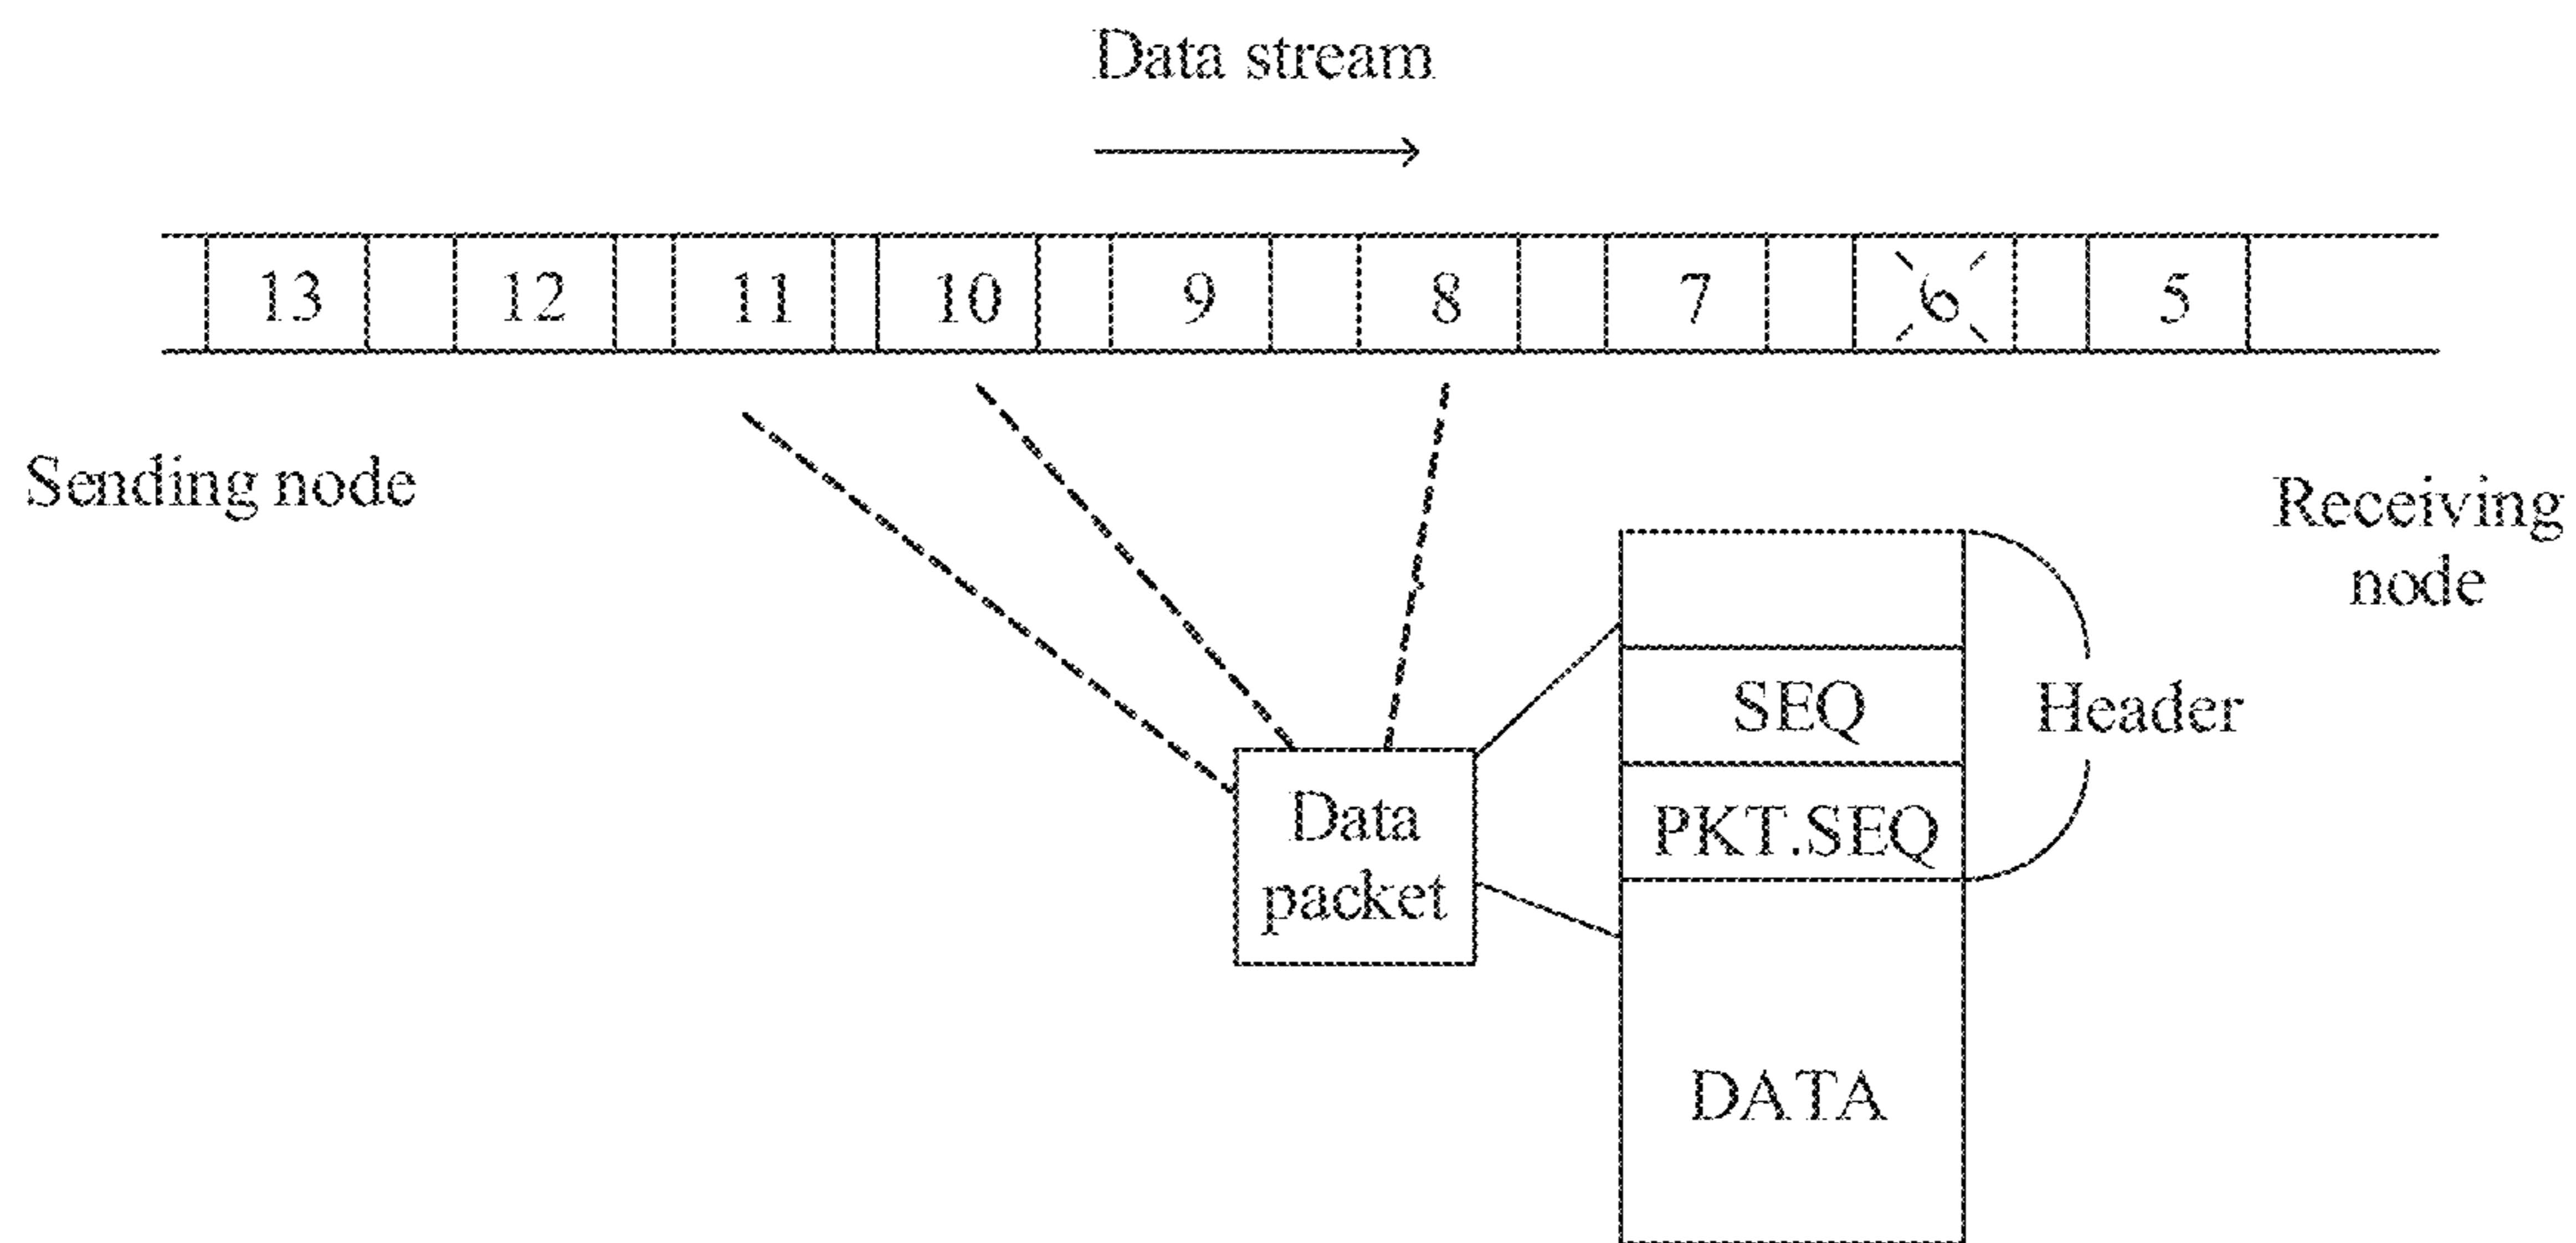 Data stream
13 12 11 10 9 8 7 6 5
Sending node
Receiving
node
SEQ
Header
PKT.SEQ
Data
packet
DATA